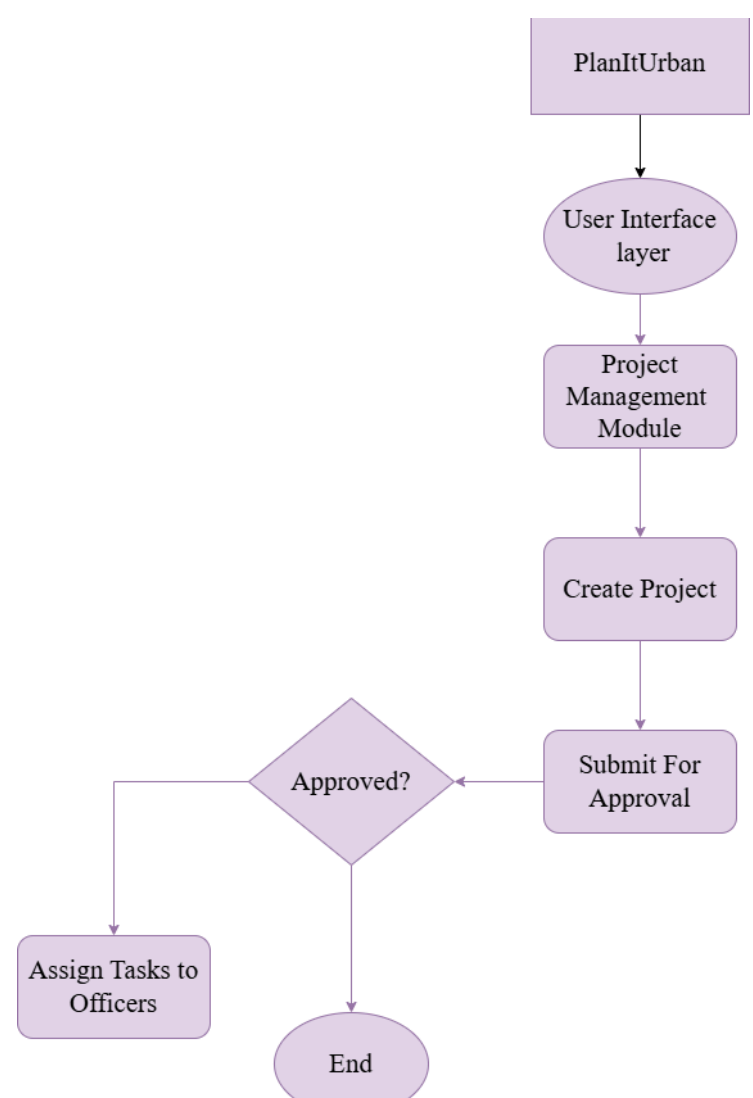 PlanItUrban
User Interface
layer
Project
Management
Module
Create Project
Submit For
Approval
Approved?
Assign Tasks to
Officers
End